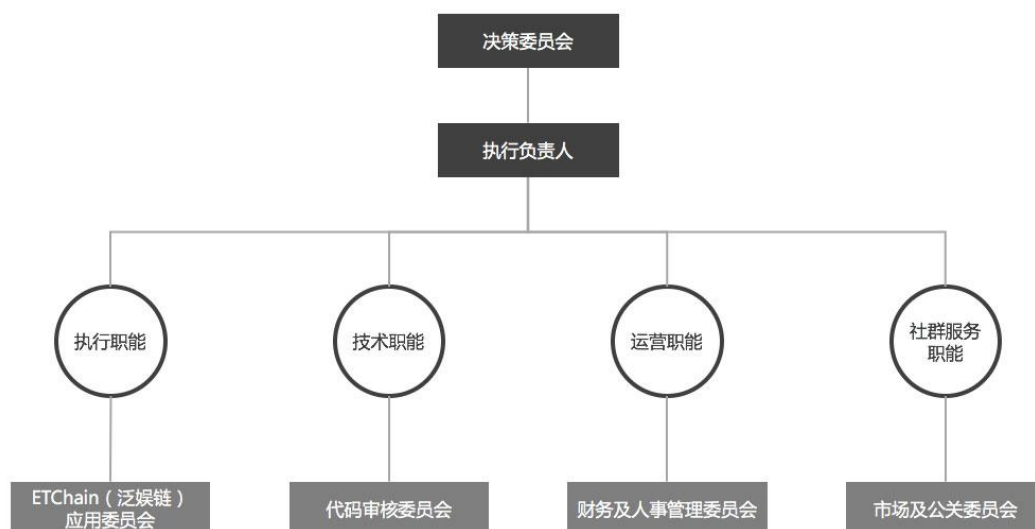 决策委员会
执行负责人
执行职能
技术职能
运营职能
社群服务
职能
ETChain（泛娱链）
应用委员会
代码审核委员会
财务及人事管理委员会
市场及公关委员会